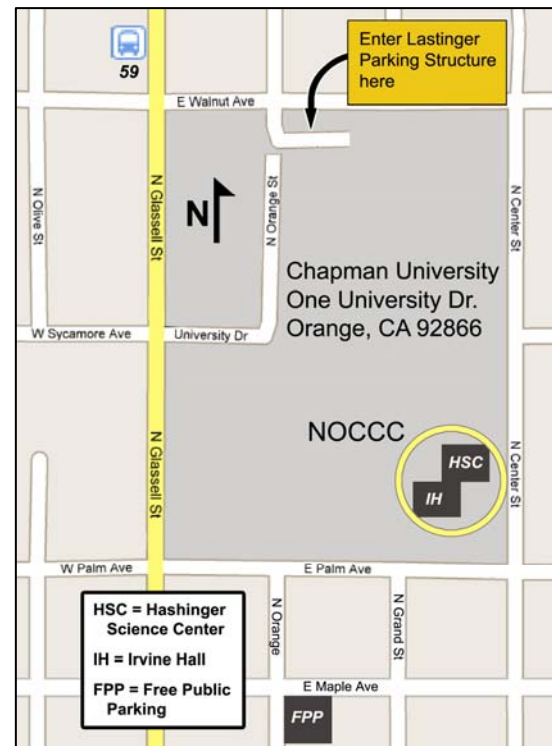 59
Enter Lastinger
Parking Structure
here
E Walnut Ave
N Olive St
N Glassell St
N
N Orange St
N Center St
Chapman University
One University Dr.
Orange, CA 92866
W Sycamore Ave
University Dr
NOCCC
N Glassell St
HSC
IH
N Center St
W Palm Ave
E Palm Ave
HSC = Hashinger
Science Center
IH = Irvine Hall
FPP = Free Public
Parking
N Orange
N Grand St
E Maple Ave
FPP